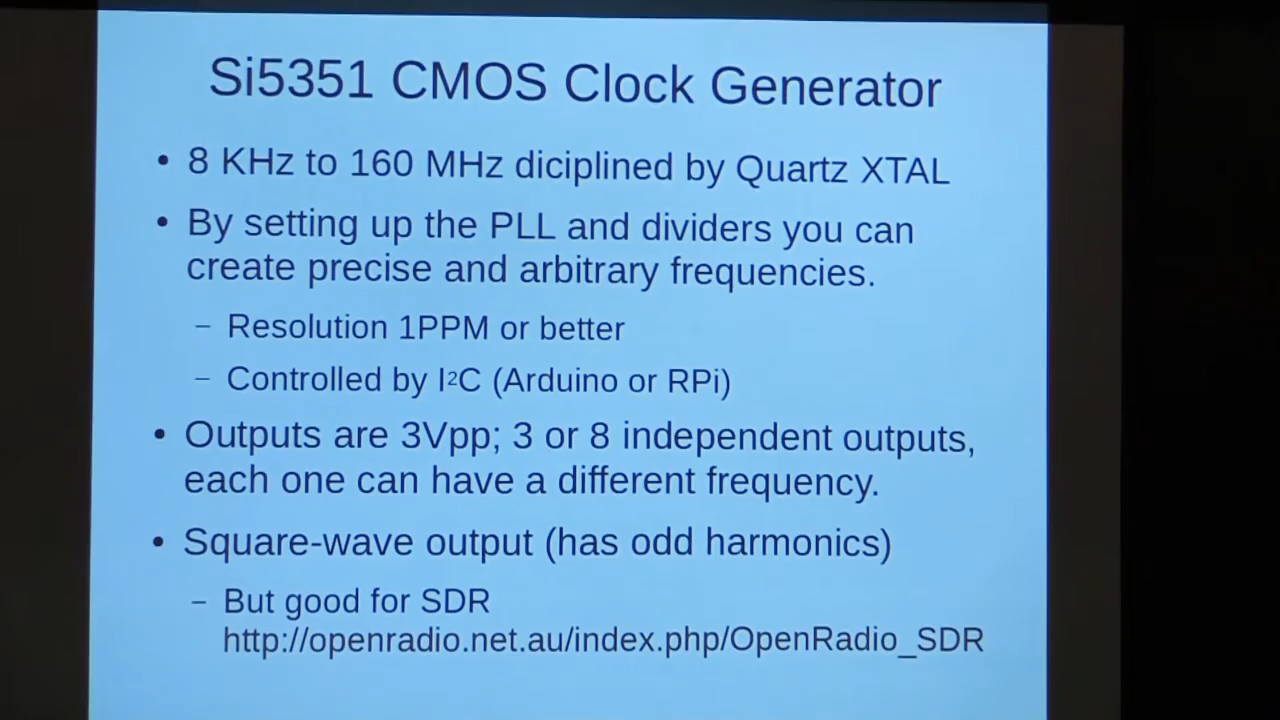 Si5351 CMOS Clock Generator
• 8 KHz to 160 MHz diciplined by Quartz XTAL
• By setting up the PLL and dividers you can
create precise and arbitrary frequencies.
– Resolution 1PPM or better
– Controlled by I²C (Arduino or RPi)
• Outputs are 3Vpp; 3 or 8 independent outputs,
each one can have a different frequency.
• Square-wave output (has odd harmonics)
– But good for SDR
http://openradio.net.au/index.php/OpenRadio_SDR